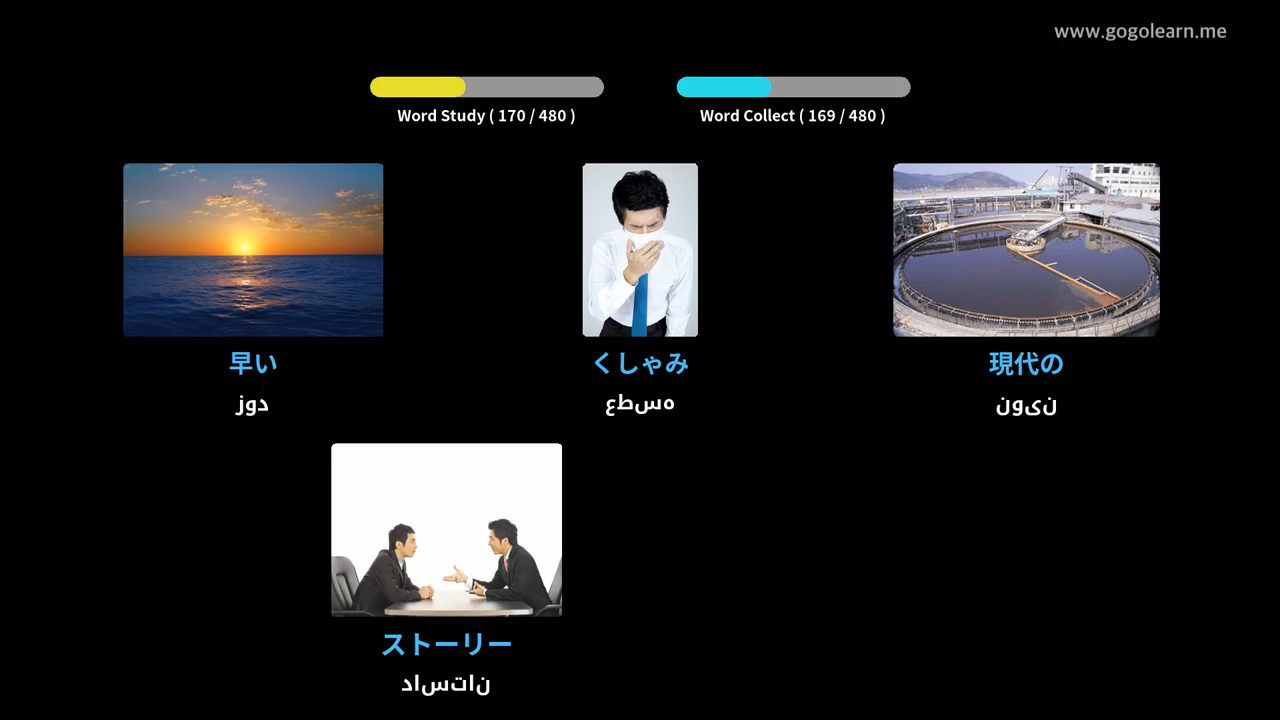 www.gogolearn.me
Word Study ( 170 / 480 )
Word Collect ( 169 / 480 )
早い
دوز
くしゃみ
هسطع
現代の
نیون
ストーリー
ناتساد